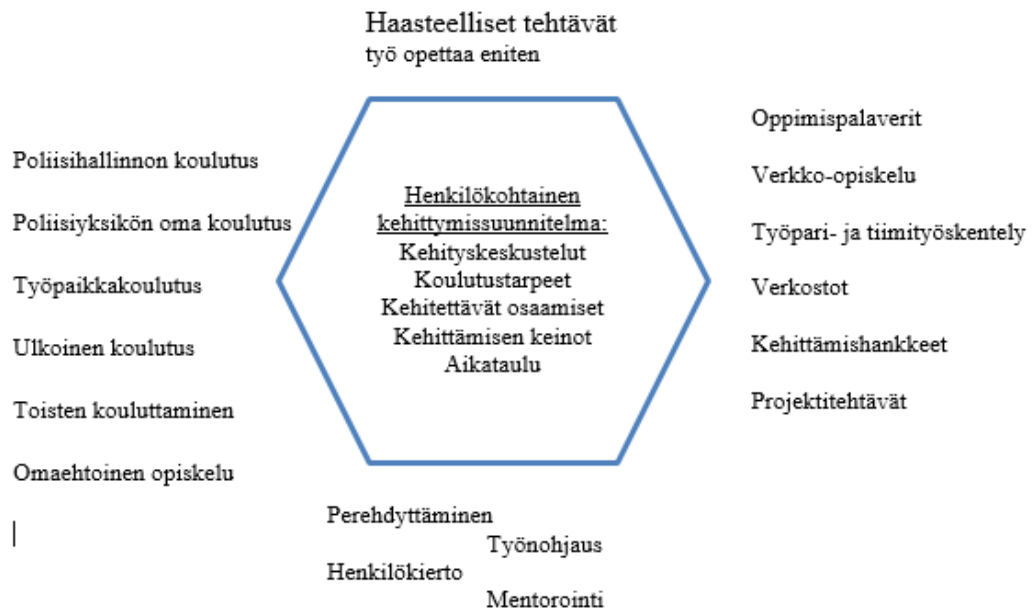 Haasteelliset tehtävät
työ opettaa eniten
Poliisihallinnon koulutus
Poliisiyksikön oma koulutus
Työpaikkakoulutus
Ulkoinen koulutus
Toisten kouluttaminen
Omaehtoinen opiskelu
Henkilökohtainen
kehittymissuunnitelma:
Kehityskeskustelut
Koulutustarpeet
Kehitettävät osaamiset
Kehittämisen keinot
Aikataulu
Oppimispalaverit
Verkko-opiskelu
Työpari- ja tiimityöskentely
Verkostot
Kehittämishankkeet
Projektitehtävät
Perehdyttäminen
Työnohjaus
Henkilökierto
Mentorointi